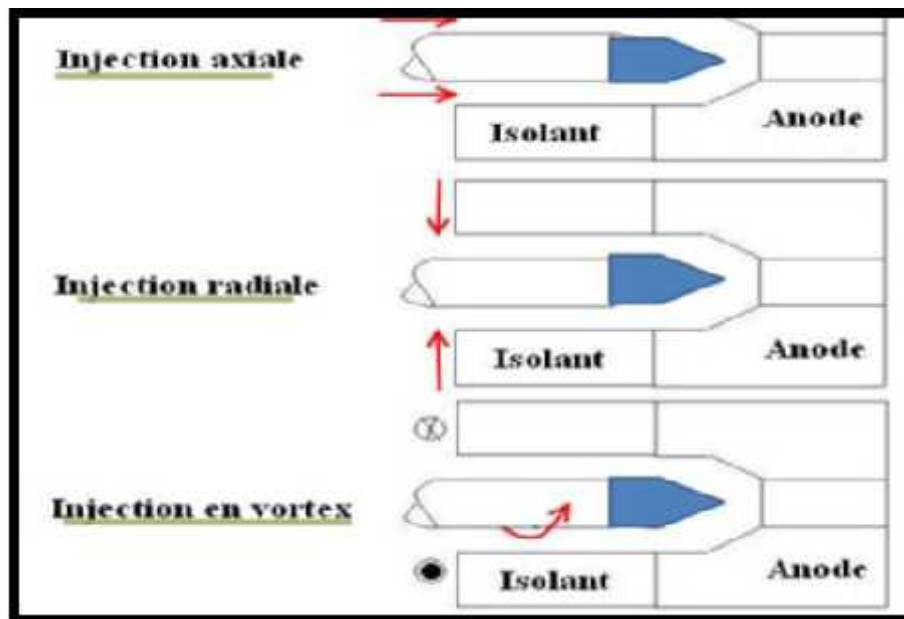 Injection axiale
Isolant
Anode
Injection radiale
Isolant
Anode
Injection en vortex
Isolant
Anode